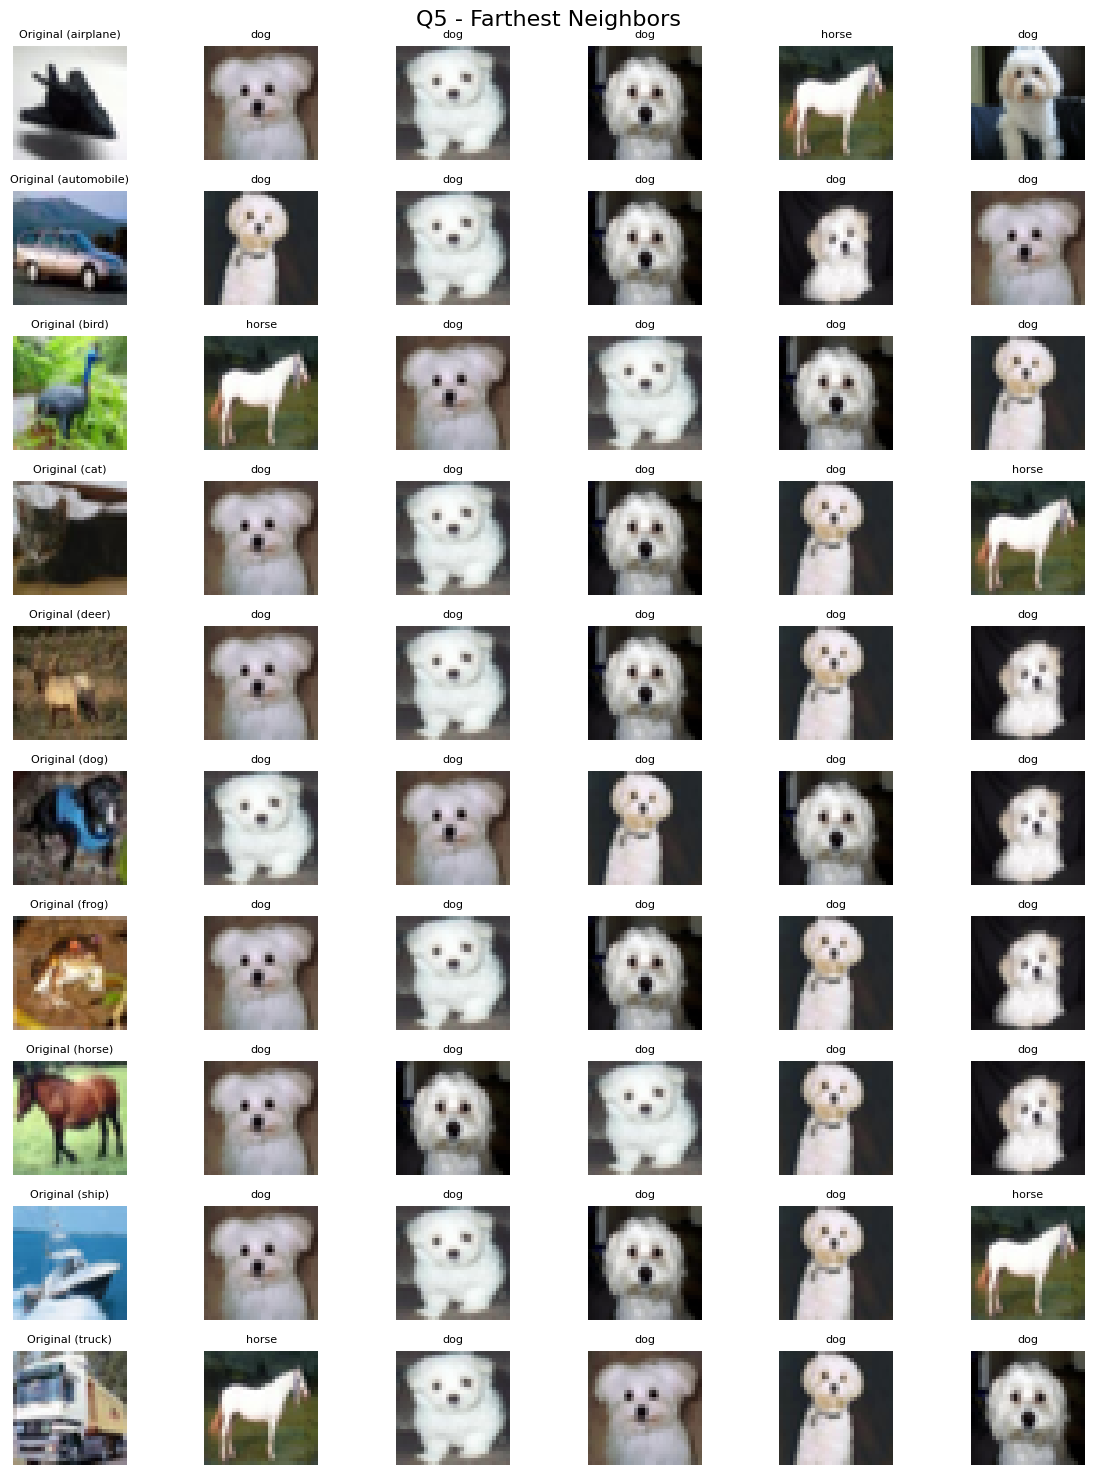 Q5 - Farthest Neighbors
Original (airplane) dog dog dog horse dog
Original (automobile) dog dog dog dog dog
Original (bird) horse dog dog dog dog
Original (cat) dog dog dog dog horse
Original (deer) dog dog dog dog dog
Original (dog) dog dog dog dog dog
Original (frog) dog dog dog dog dog
Original (horse) dog dog dog dog dog
Original (ship) dog dog dog dog horse
Original (truck) horse dog dog dog dog